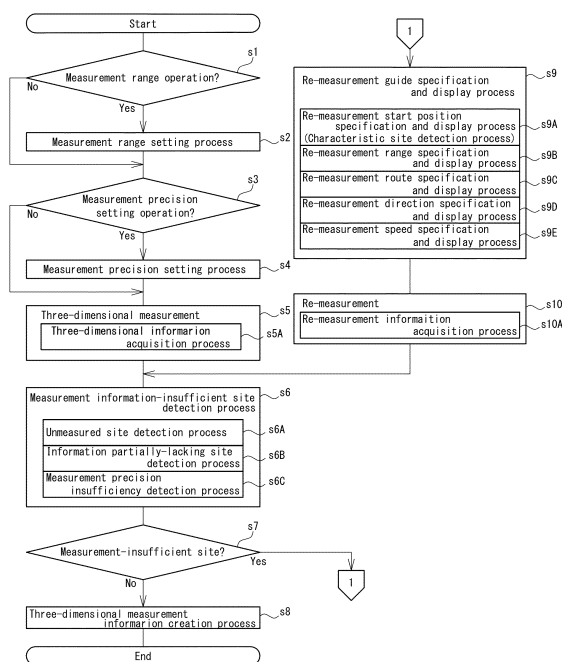 Start
s1
Measurement range operation?
No
Yes
Measurement range setting process
s2
s3
Measurement precision
setting operation?
No
Yes
Measurement precision setting process
s4
s5
Three-dimensional measurement
Three-dimensional informarion
acquisition process
s5A
Measurement information-insufficient site
detection process
s6
Unmeasured site detection process
s6A
Information partially-lacking site
detection process
s6B
Measurement precision
insufficiency detection process
s6C
s7
Measurement-insufficient site?
Yes
No
1
Three-dimensional measurement
informarion creation process
s8
End
1
Re-measurement guide specification
and display process
s9
Re-measurement start position
specification and display process
(Characteristic site detection process)
s9A
Re-measurement range specification
and display process
s9B
Re-measurement route specification
and display process
s9C
Re-measurement direction specification
and display process
s9D
Re-measurement speed specification
and display process
s9E
Re-measurement
s10
Re-measurement informaition
acquisition process
s10A